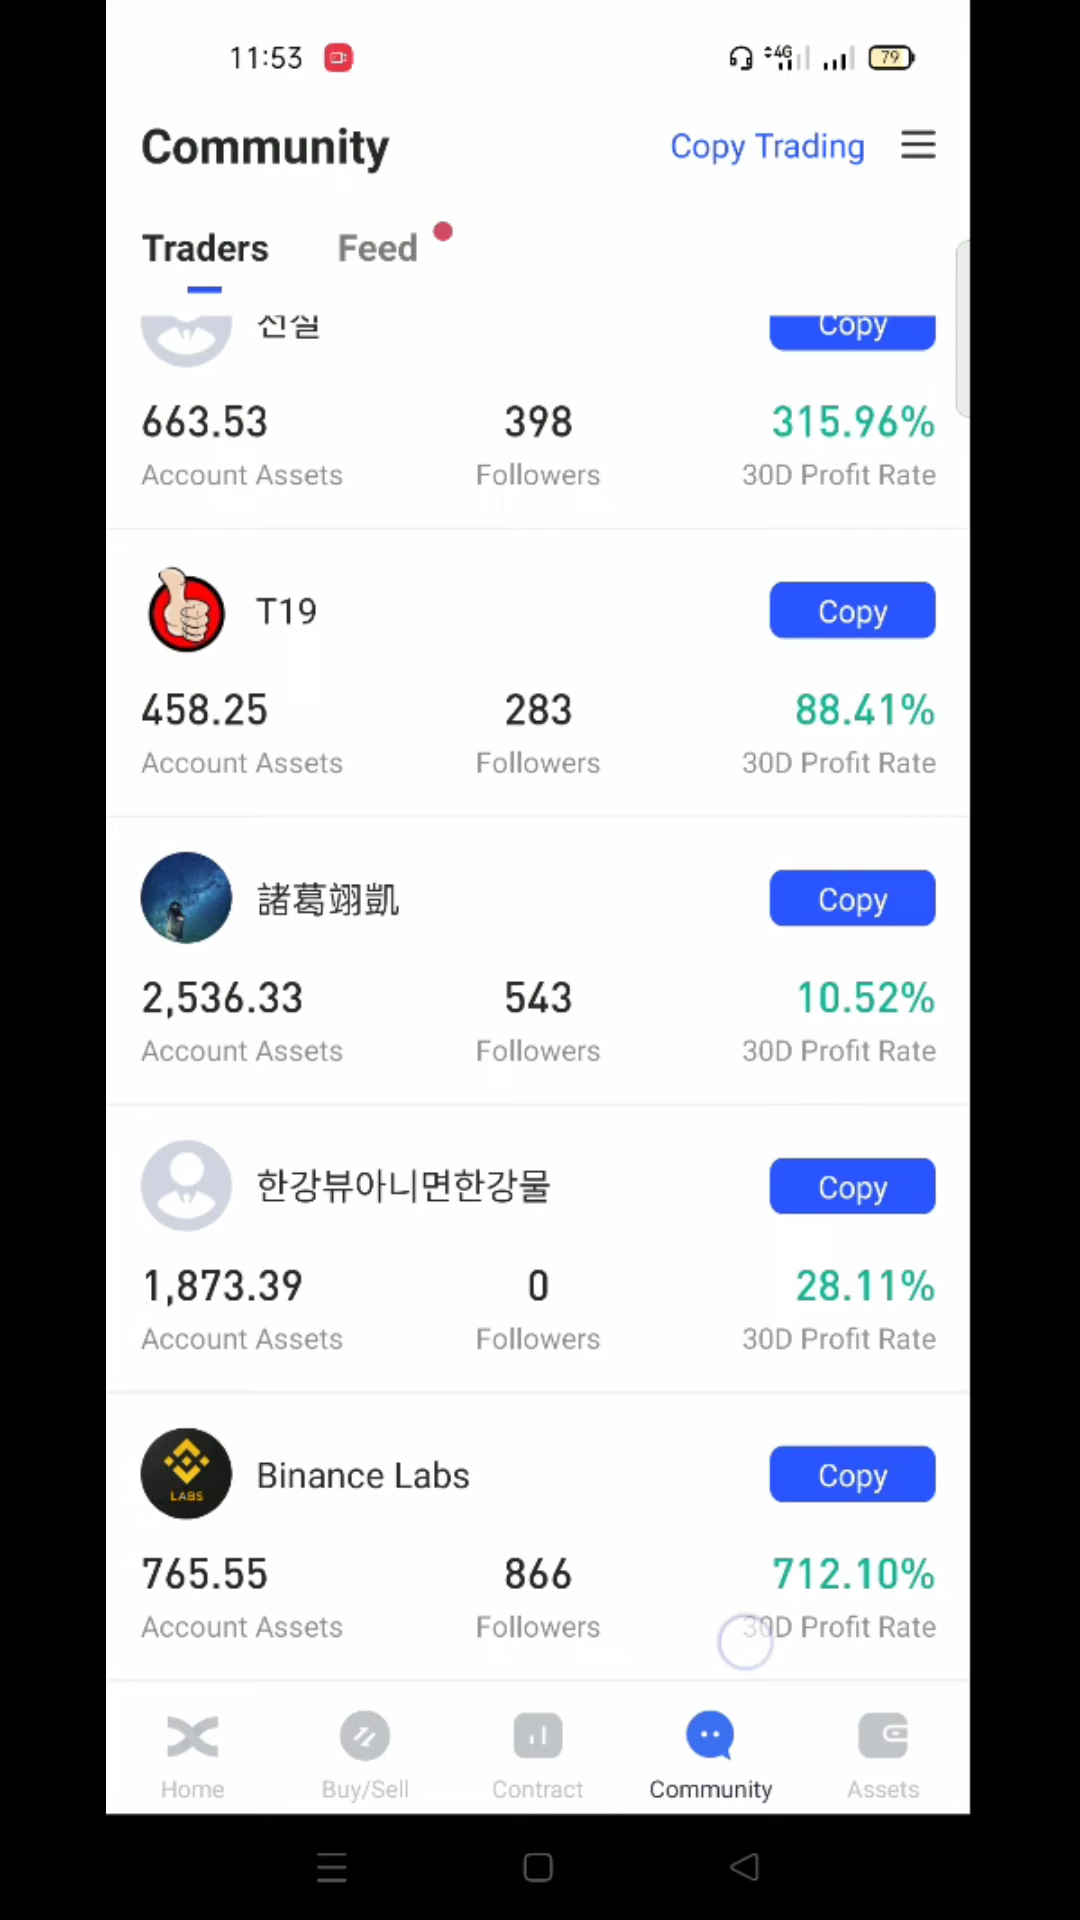 11:53
4G
79
Community
Copy Trading
Traders
Feed
Copy
663.53
398
315.96%
Account Assets
Followers
30D Profit Rate
T19
Copy
458.25
283
88.41%
Account Assets
Followers
30D Profit Rate
諸葛翊凱
Copy
2,536.33
543
10.52%
Account Assets
Followers
30D Profit Rate
한강뷰아니면한강물
Copy
1,873.39
0
28.11%
Account Assets
Followers
30D Profit Rate
LABS
Binance Labs
Copy
765.55
866
712.10%
Account Assets
Followers
30D Profit Rate
Home
Buy/Sell
Contract
Community
Assets